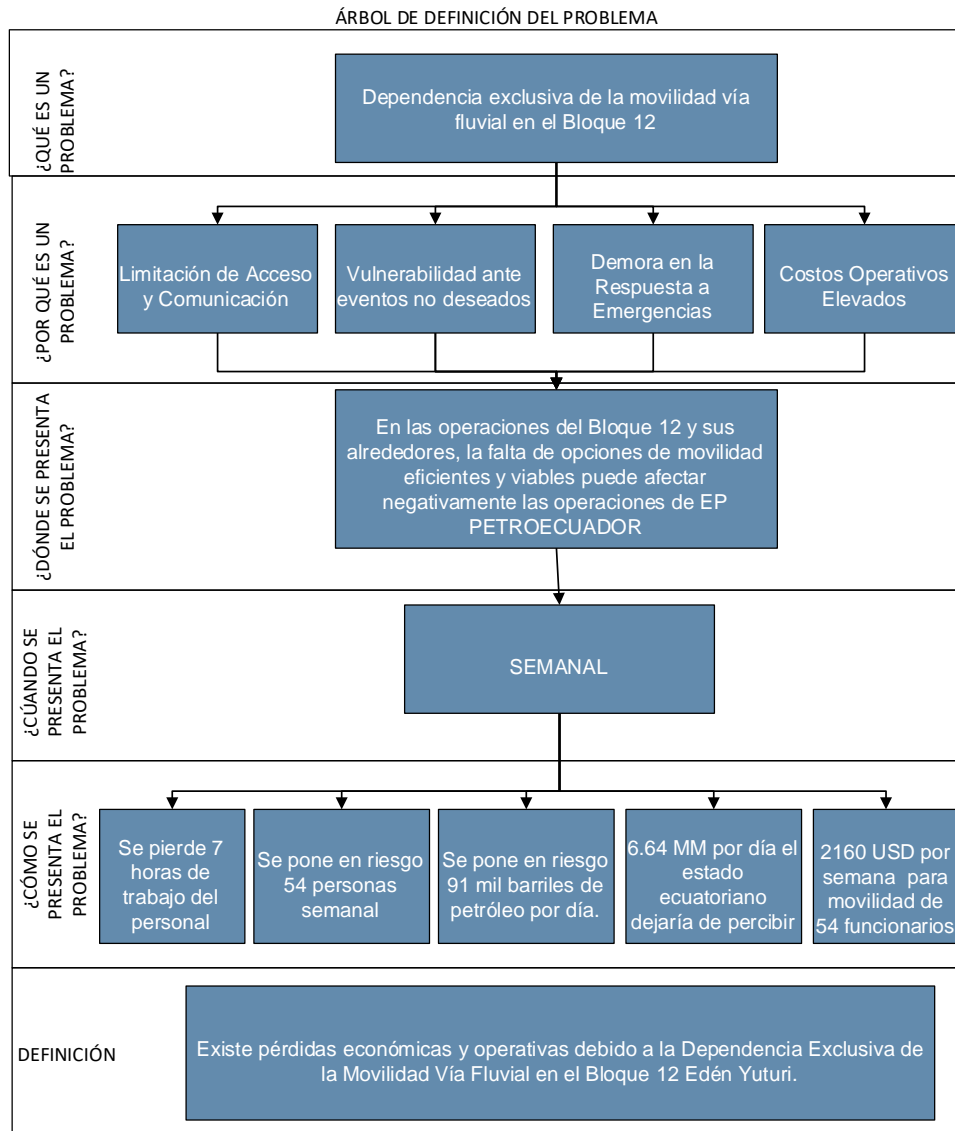 ÁRBOL DE DEFINICIÓN DEL PROBLEMA
¿QUÉ ES UN
PROBLEMA?
Dependencia exclusiva de la movilidad vía
fluvial en el Bloque 12
¿POR QUÉ ES UN
PROBLEMA?
Limitación de Acceso
y Comunicación
Vulnerabilidad ante
eventos no deseados
Demora en la
Respuesta a
Emergencias
Costos Operativos
Elevados
¿DÓNDE SE PRESENTA
EL PROBLEMA?
En las operaciones del Bloque 12 y sus
alrededores, la falta de opciones de movilidad
eficientes y viables puede afectar
negativamente las operaciones de EP
PETROECUADOR
¿CÚANDO SE
PRESENTA EL
PROBLEMA?
SEMANAL
¿CÓMO SE
PRESENTA EL
PROBLEMA?
Se pierde 7
horas de
trabajo del
personal
Se pone en riesgo
54 personas
semanal
Se pone en riesgo
91 mil barriles de
petróleo por día.
6.64 MM por día el
estado
ecuatoriano
dejaría de percibir
2160 USD por
semana para
movilidad de
54 funcionarios
DEFINICIÓN
Existe pérdidas económicas y operativas debido a la Dependencia Exclusiva de
la Movilidad Vía Fluvial en el Bloque 12 Edén Yuturi.